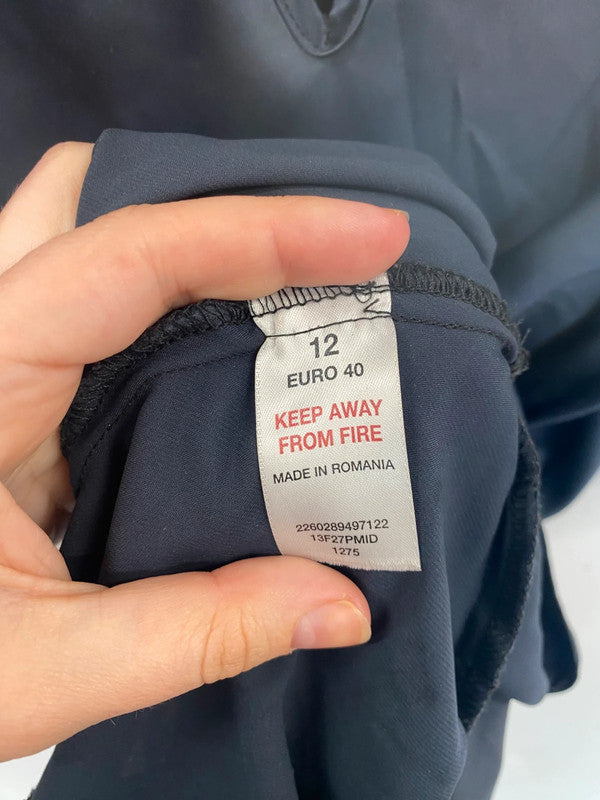 12
EURO 40
KEEP AWAY
FROM FIRE
MADE IN ROMANIA
2260289497122
13F27PMID
1275